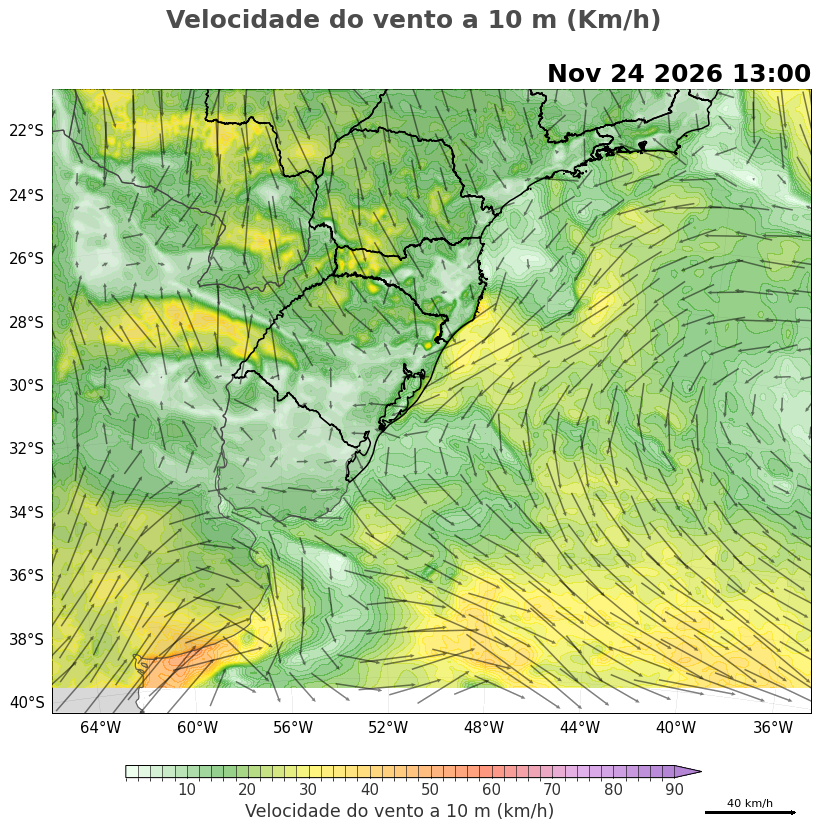 Velocidade do vento a 10 m (Km/h)
Nov 24 2026 13:00
22°S
24°S
26°S
28°S
30°S
32°S
34°S
36°S
38°S
40°S
64°W 60°W 56°W 52°W 48°W 44°W 40°W 36°W
10 20 30 40 50 60 70 80 90
Velocidade do vento a 10 m (km/h)
40 km/h